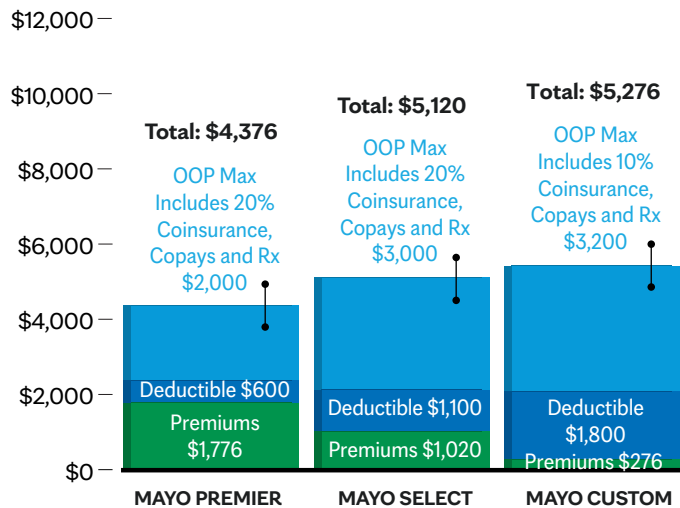 $12,000
$10,000
$8,000
$6,000
$4,000
$2,000
$0
Total: $4,376
OOP Max
Includes 20%
Coinsurance,
Copays and Rx
$2,000
Deductible $600
Premiums
$1,776
MAYO PREMIER
Total: $5,120
OOP Max
Includes 20%
Coinsurance,
Copays and Rx
$3,000
Deductible $1,100
Premiums $1,020
MAYO SELECT
Total: $5,276
OOP Max
Includes 10%
Coinsurance,
Copays and Rx
$3,200
Deductible
$1,800
Premiums $276
MAYO CUSTOM